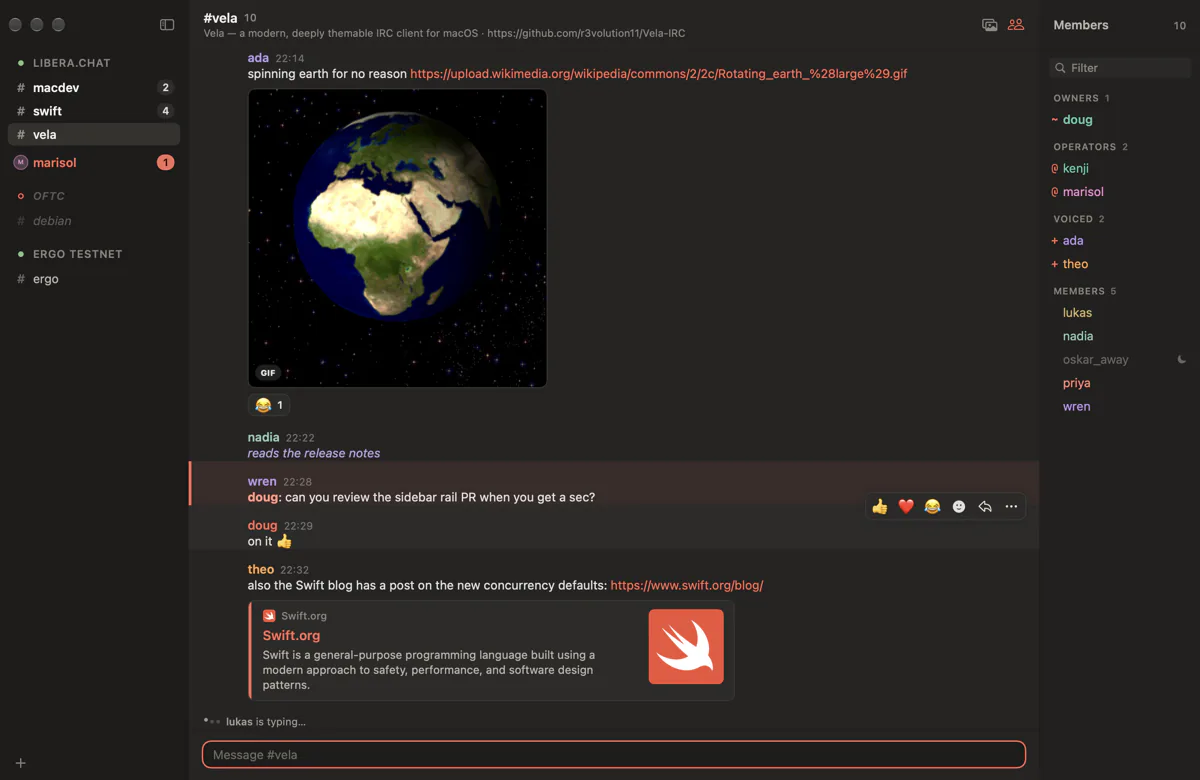 LIBERA.CHAT
# macdev 2
# swift 4
# vela
M marisol 1
OFTC
# debian
ERGO TESTNET
# ergo
+
#vela 10
Vela — a modern, deeply themable IRC client for macOS · https://github.com/r3volution11/Vela-IRC
ada 22:14
spinning earth for no reason https://upload.wikimedia.org/wikipedia/commons/2/2c/Rotating_earth_%28large%29.gif
GIF
😂 1
nadia 22:22
reads the release notes
wren 22:28
doug: can you review the sidebar rail PR when you get a sec?
doug 22:29
on it 👍
theo 22:32
also the Swift blog has a post on the new concurrency defaults: https://www.swift.org/blog/
Swift.org
Swift.org
Swift is a general-purpose programming language built using a
modern approach to safety, performance, and software design
patterns.
lukas is typing...
Message #vela
Members 10
Filter
OWNERS 1
~ doug
OPERATORS 2
@ kenji
@ marisol
VOICED 2
+ ada
+ theo
MEMBERS 5
lukas
nadia
oskar_away
priya
wren